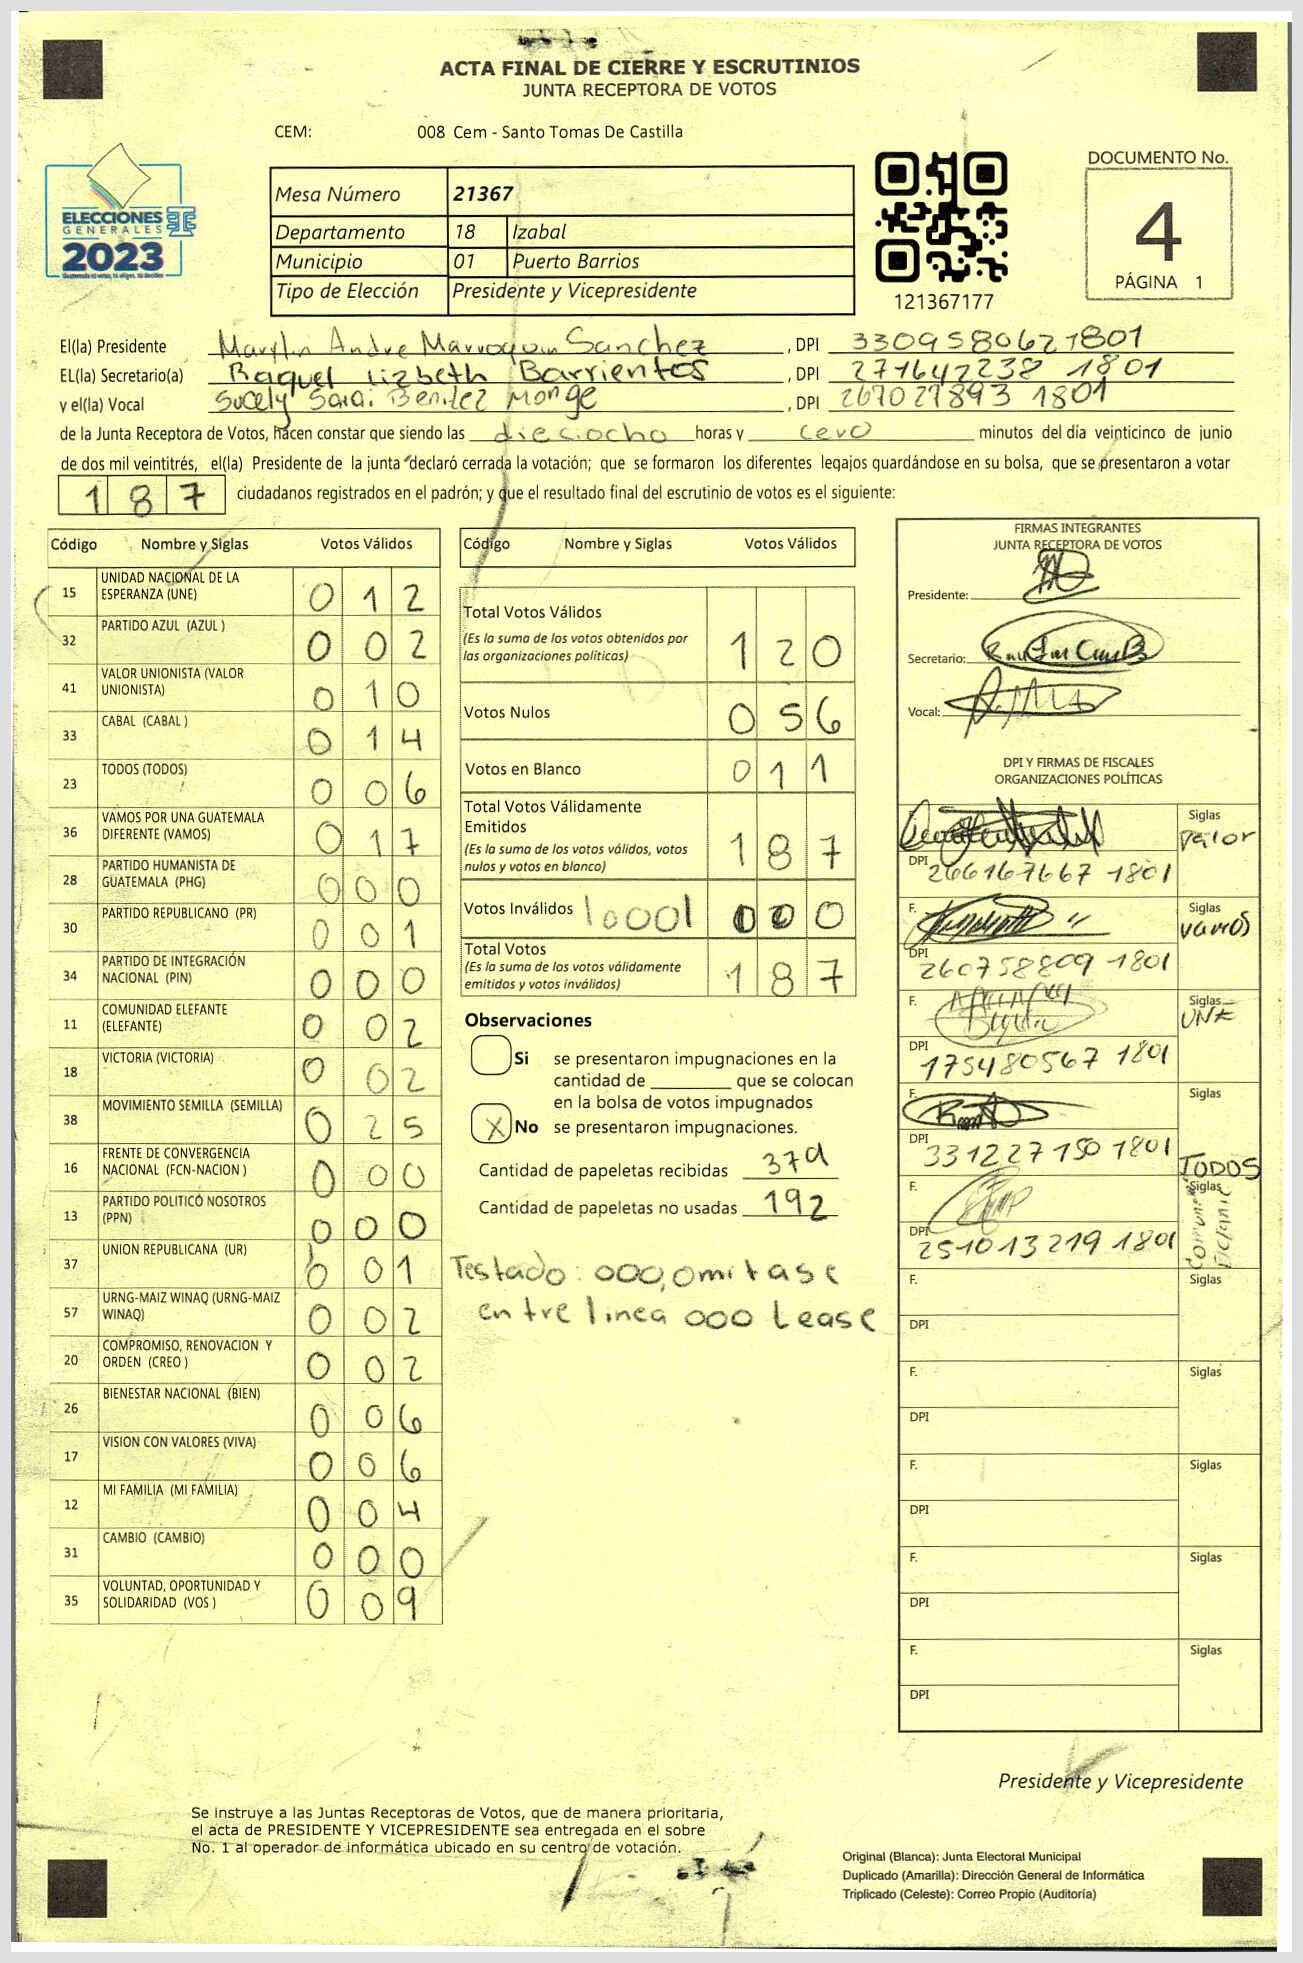 ACTA FINAL DE CIERRE Y ESCRUTINIOS
JUNTA RECEPTORA DE VOTOS
CEM: 008 Cem - Santo Tomas De Castilla
ELECCIONES
GENERALES
2023
Mesa Número 21367
Departamento 18 Izabal
Municipio 01 Puerto Barrios
Tipo de Elección Presidente y Vicepresidente
121367177
DOCUMENTO No.
4
PÁGINA 1
El(la) Presidente Marylin Andre Marroquin Sanchez, DPI 330958062 1801
EL(la) Secretario(a) Raquel Lizbeth Barrientos, DPI 271642238 1801
y el(la) Vocal Sucely Sarai Benitez Monge, DPI 267027893 1801
de la Junta Receptora de Votos, hacen constar que siendo las dieciocho horas y cero minutos del día veinticinco de junio
de dos mil veintitrés, el(la) Presidente de la junta declaró cerrada la votación; que se formaron los diferentes legajos guardándose en su bolsa, que se presentaron a votar
187 ciudadanos registrados en el padrón; y que el resultado final del escrutinio de votos es el siguiente:
Código Nombre y Siglas Votos Válidos
15 UNIDAD NACIONAL DE LA ESPERANZA (UNE) 0 1 2
32 PARTIDO AZUL (AZUL ) 0 0 2
41 VALOR UNIONISTA (VALOR UNIONISTA) 0 1 0
33 CABAL (CABAL ) 0 1 4
23 TODOS (TODOS) 0 0 6
36 VAMOS POR UNA GUATEMALA DIFERENTE (VAMOS) 0 1 7
28 PARTIDO HUMANISTA DE GUATEMALA (PHG) 0 0 0
30 PARTIDO REPUBLICANO (PR) 0 0 1
34 PARTIDO DE INTEGRACIÓN NACIONAL (PIN) 0 0 0
11 COMUNIDAD ELEFANTE (ELEFANTE) 0 0 2
18 VICTORIA (VICTORIA) 0 0 2
38 MOVIMIENTO SEMILLA (SEMILLA) 0 2 5
16 FRENTE DE CONVERGENCIA NACIONAL (FCN-NACION ) 0 0 0
13 PARTIDO POLITICO NOSOTROS (PPN) 0 0 0
37 UNION REPUBLICANA (UR) 0 0 1
57 URNG-MAIZ WINAQ (URNG-MAIZ WINAQ) 0 0 2
20 COMPROMISO, RENOVACION Y ORDEN (CREO ) 0 0 2
26 BIENESTAR NACIONAL (BIEN) 0 0 6
17 VISION CON VALORES (VIVA) 0 0 6
12 MI FAMILIA (MI FAMILIA) 0 0 4
31 CAMBIO (CAMBIO) 0 0 0
35 VOLUNTAD, OPORTUNIDAD Y SOLIDARIDAD (VOS ) 0 0 9
Código Nombre y Siglas Votos Válidos
Total Votos Válidos 1 2 0
(Es la suma de los votos obtenidos por
las organizaciones politicas)
Votos Nulos 0 5 6
Votos en Blanco 0 1 1
Total Votos Válidamente
Emitidos 1 8 7
(Es la suma de los votos válidos, votos
nulos y votos en blanco)
Votos Inválidos |000| 0 0 0
Total Votos 1 8 7
(Es la suma de los votos válidamente
emitidos y votos inválidos)
Observaciones
Si se presentaron impugnaciones en la
cantidad de ________ que se colocan
en la bolsa de votos impugnados
X No se presentaron impugnaciones.
Cantidad de papeletas recibidas 379
Cantidad de papeletas no usadas 192
Testado: 000, omitase
entre linea 000 Lease
FIRMAS INTEGRANTES
JUNTA RECEPTORA DE VOTOS
Presidente:
Secretario:
Vocal:
DPI Y FIRMAS DE FISCALES
ORGANIZACIONES POLÍTICAS
Siglas Valor
DPI 266167667 1801
F. Siglas vamos
DPI 260758809 1801
F. Siglas UNE
DPI 175480567 1801
F. Siglas TODOS
DPI 331227150 1801
F. Siglas
DPI 251013219 1801
F. Siglas
DPI
F. Siglas
DPI
F. Siglas
DPI
F. Siglas
DPI
F. Siglas
DPI
Presidente y Vicepresidente
Se instruye a las Juntas Receptoras de Votos, que de manera prioritaria,
el acta de PRESIDENTE Y VICEPRESIDENTE sea entregada en el sobre
No. 1 al operador de informática ubicado en su centro de votación.
Original (Blanca): Junta Electoral Municipal
Duplicado (Amarilla): Dirección General de Informática
Triplicado (Celeste): Correo Propio (Auditoría)